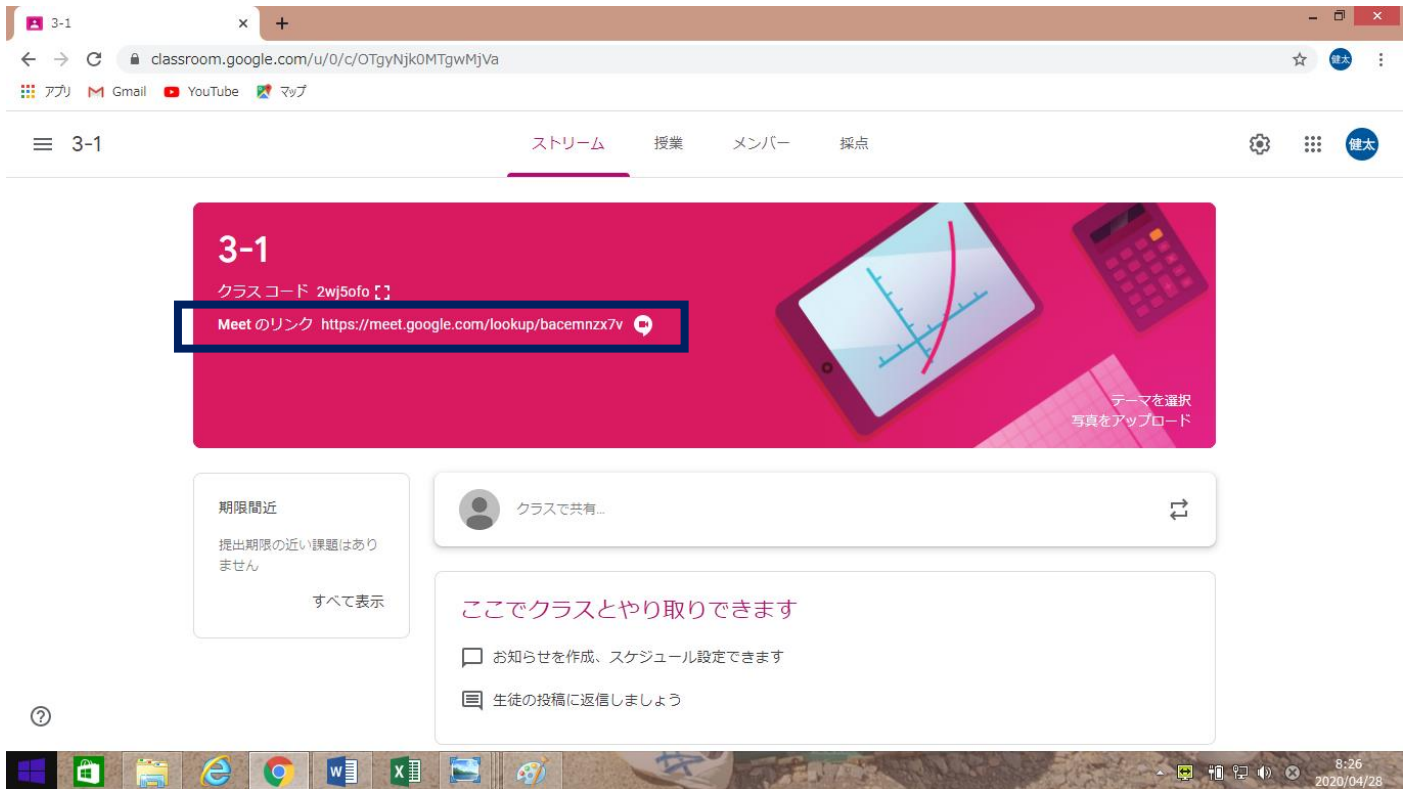 3-1
classroom.google.com/u/0/c/OTgyNjk0MTgwMjVa
健太
アプリ Gmail YouTube マップ
3-1 ストリーム 授業 メンバー 採点 健太
3-1
クラス コード 2wj5ofo
Meet のリンク https://meet.google.com/lookup/bacemnzx7v
テーマを選択
写真をアップロード
期限間近
提出期限の近い課題はあり
ません
すべて表示
クラスで共有...
ここでクラスとやり取りできます
お知らせを作成、スケジュール設定できます
生徒の投稿に返信しましょう
8:26
2020/04/28